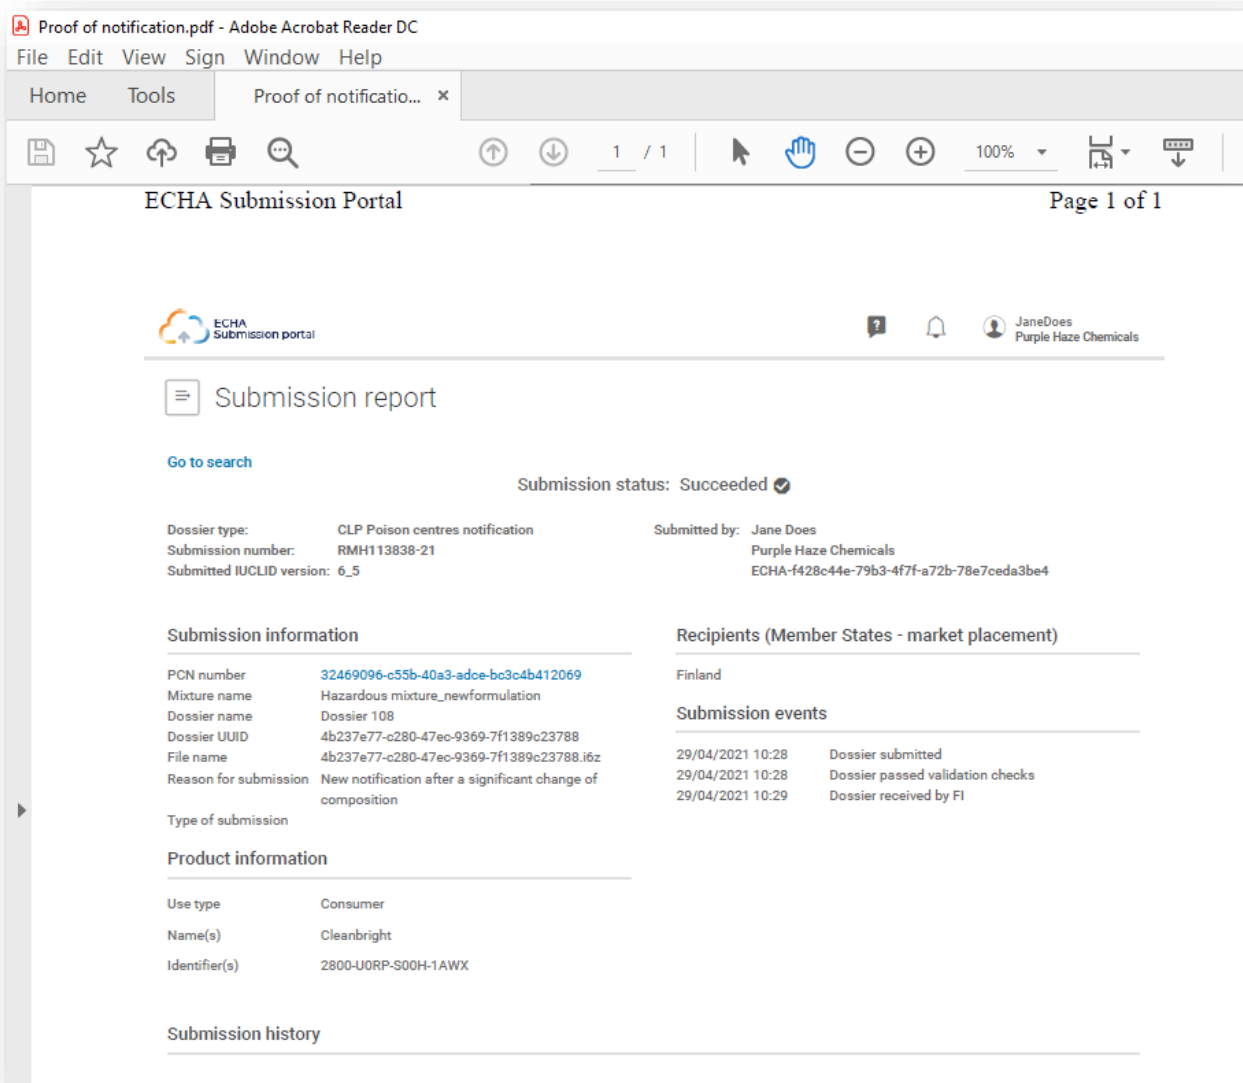 Proof of notification.pdf - Adobe Acrobat Reader DC
File Edit View Sign Window Help
Home Tools Proof of notificatio... ×
1 / 1 100%
ECHA Submission Portal Page 1 of 1
ECHA
Submission portal
JaneDoes
Purple Haze Chemicals
Submission report
Go to search
Submission status: Succeeded
Dossier type: CLP Poison centres notification
Submission number: RMH113838-21
Submitted IUCLID version: 6_5
Submitted by: Jane Does
Purple Haze Chemicals
ECHA-f428c44e-79b3-4f7f-a72b-78e7ceda3be4
Submission information
PCN number 32469096-c55b-40a3-adce-bc3c4b412069
Mixture name Hazardous mixture_newformulation
Dossier name Dossier 108
Dossier UUID 4b237e77-c280-47ec-9369-7f1389c23788
File name 4b237e77-c280-47ec-9369-7f1389c23788.i6z
Reason for submission New notification after a significant change of
composition
Type of submission
Recipients (Member States - market placement)
Finland
Submission events
29/04/2021 10:28 Dossier submitted
29/04/2021 10:28 Dossier passed validation checks
29/04/2021 10:29 Dossier received by FI
Product information
Use type Consumer
Name(s) Cleanbright
Identifier(s) 2800-U0RP-S00H-1AWX
Submission history